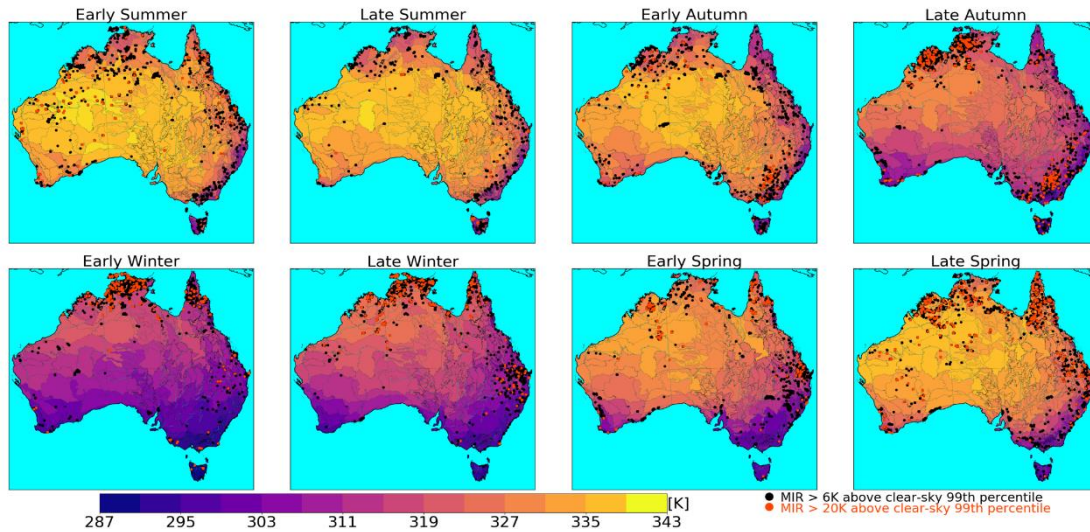 Early Summer
Late Summer
Early Autumn
Late Autumn
Early Winter
Late Winter
Early Spring
Late Spring
[K]
287 295 303 311 319 327 335 343
MIR > 6K above clear-sky 99th percentile
MIR > 20K above clear-sky 99th percentile